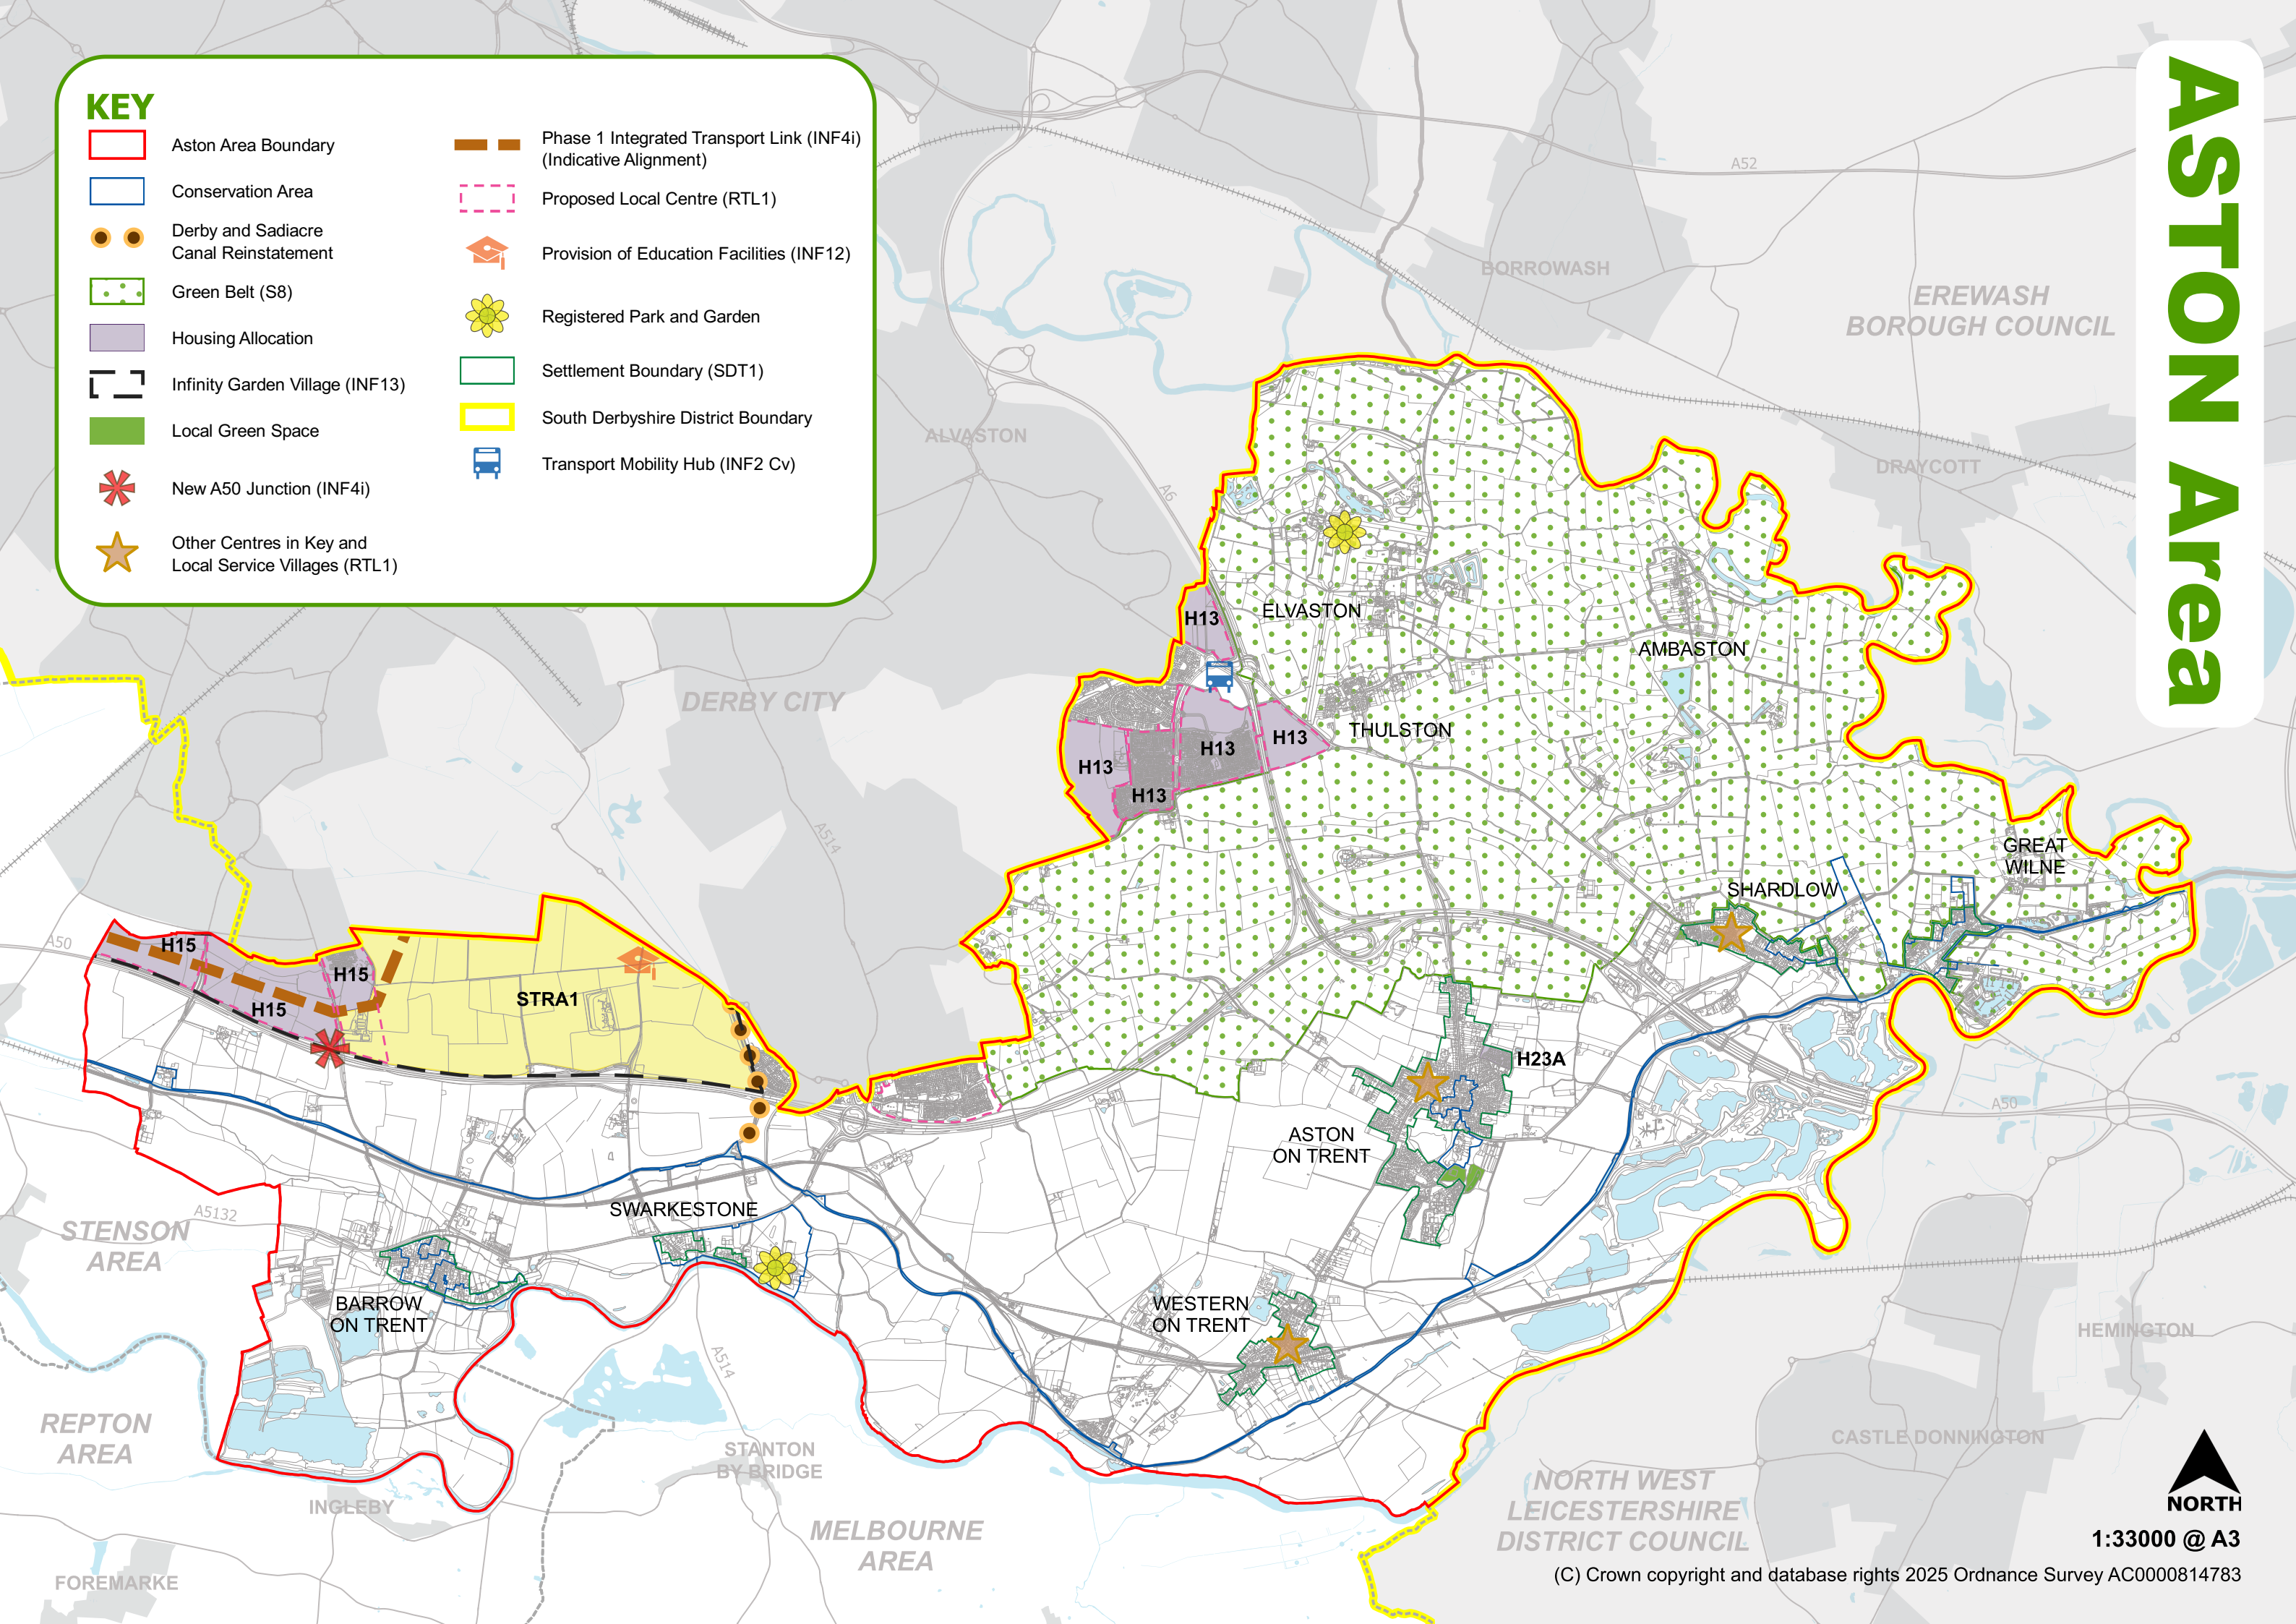 ASTON Area
KEY
Aston Area Boundary
Conservation Area
Derby and Sadiacre
Canal Reinstatement
Green Belt (S8)
Housing Allocation
Infinity Garden Village (INF13)
Local Green Space
New A50 Junction (INF4i)
Other Centres in Key and
Local Service Villages (RTL1)
Phase 1 Integrated Transport Link (INF4i)
(Indicative Alignment)
Proposed Local Centre (RTL1)
Provision of Education Facilities (INF12)
Registered Park and Garden
Settlement Boundary (SDT1)
South Derbyshire District Boundary
Transport Mobility Hub (INF2 Cv)
A52
BORROWASH
EREWASH
BOROUGH COUNCIL
ALVASTON
DRAYCOTT
A6
ELVASTON
H13
AMBASTON
DERBY CITY
THULSTON
H13
H13
H13
H13
A514
GREAT
WILNE
SHARDLOW
A50
H15
H15
H15
STRA1
H23A
A50
ASTON
ON TRENT
SWARKESTONE
A5132
STENSON
AREA
BARROW
ON TRENT
WESTERN
ON TRENT
HEMINGTON
A514
REPTON
AREA
STANTON
BY BRIDGE
CASTLE DONNINGTON
INGLEBY
NORTH WEST
LEICESTERSHIRE
DISTRICT COUNCIL
MELBOURNE
AREA
FOREMARKE
NORTH
1:33000 @ A3
(C) Crown copyright and database rights 2025 Ordnance Survey AC0000814783